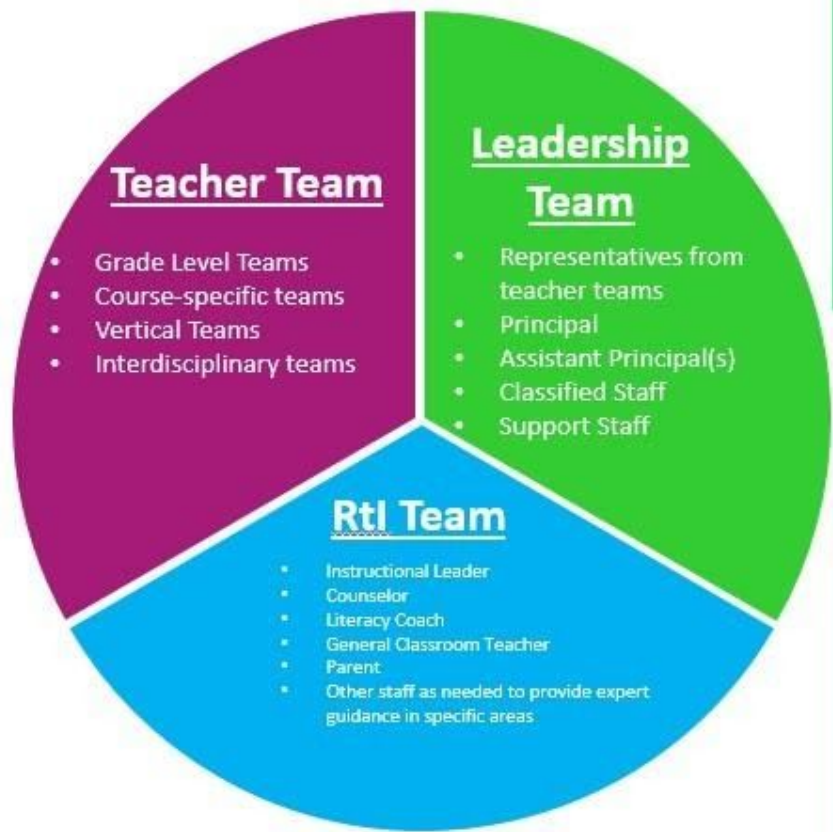 Teacher Team
• Grade Level Teams
• Course-specific teams
• Vertical Teams
• Interdisciplinary teams
Leadership
Team
• Representatives from
teacher teams
• Principal
• Assistant Principal(s)
• Classified Staff
• Support Staff
RtI Team
• Instructional Leader
• Counselor
• Literacy Coach
• General Classroom Teacher
• Parent
• Other staff as needed to provide expert
guidance in specific areas